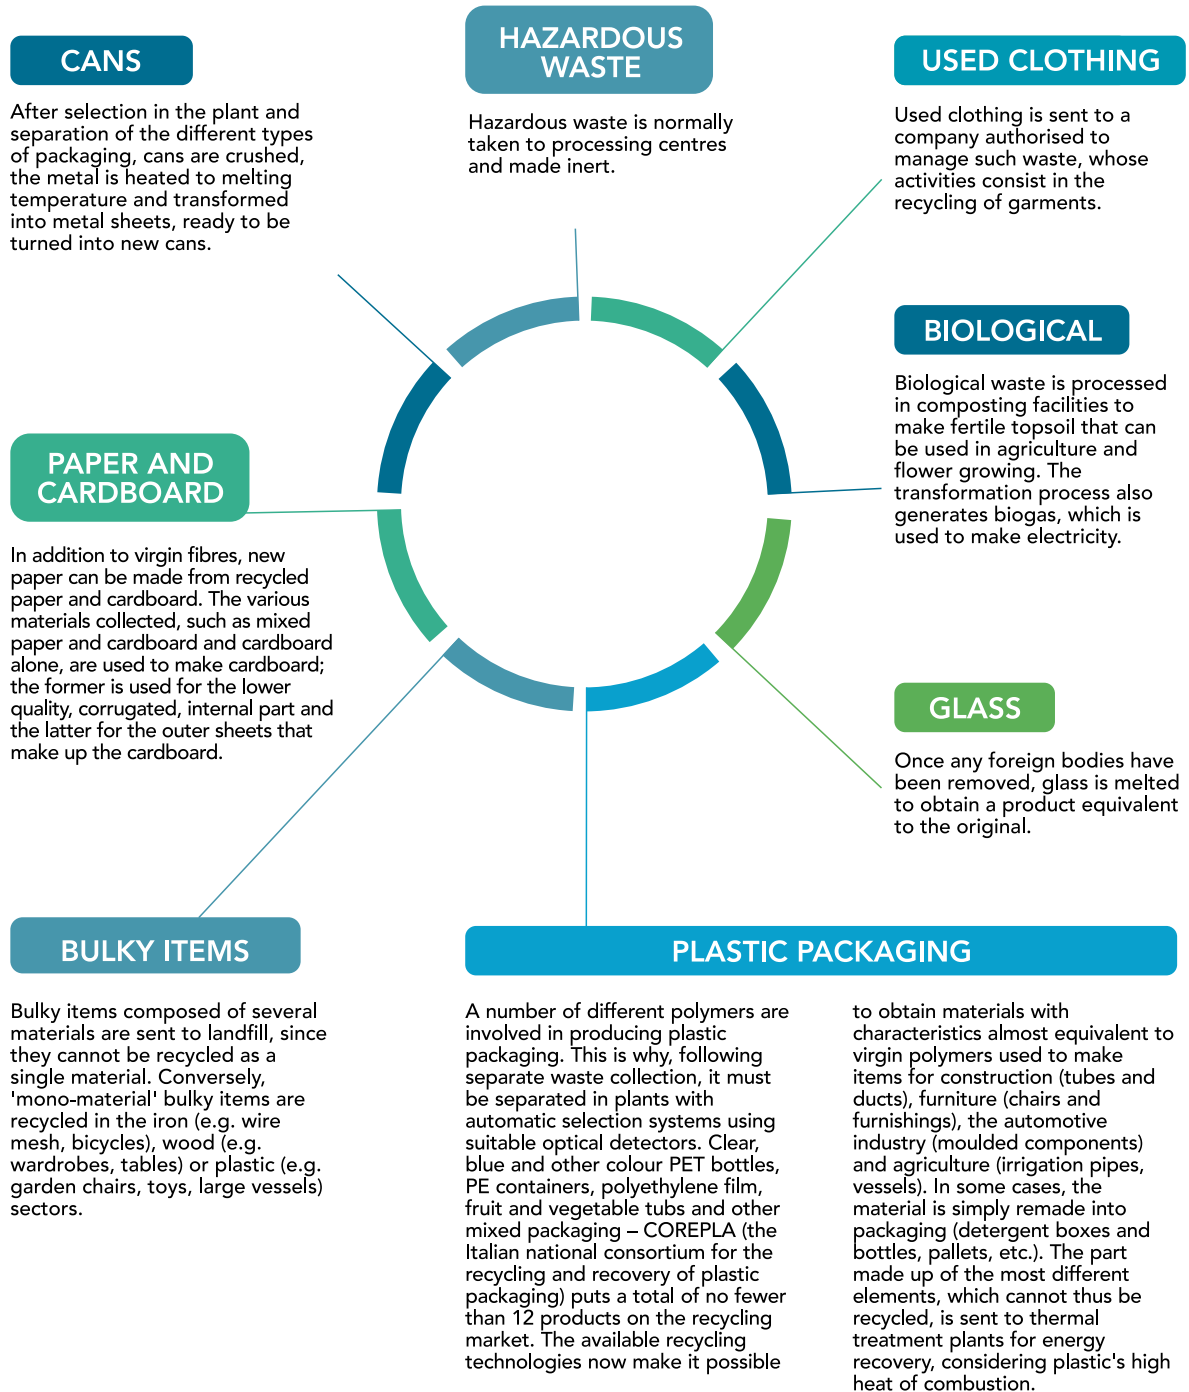 CANS
After selection in the plant and
separation of the different types
of packaging, cans are crushed,
the metal is heated to melting
temperature and transformed
into metal sheets, ready to be
turned into new cans.
HAZARDOUS
WASTE
Hazardous waste is normally
taken to processing centres
and made inert.
USED CLOTHING
Used clothing is sent to a
company authorised to
manage such waste, whose
activities consist in the
recycling of garments.
BIOLOGICAL
Biological waste is processed
in composting facilities to
make fertile topsoil that can
be used in agriculture and
flower growing. The
transformation process also
generates biogas, which is
used to make electricity.
PAPER AND
CARDBOARD
In addition to virgin fibres, new
paper can be made from recycled
paper and cardboard. The various
materials collected, such as mixed
paper and cardboard and cardboard
alone, are used to make cardboard;
the former is used for the lower
quality, corrugated, internal part and
the latter for the outer sheets that
make up the cardboard.
GLASS
Once any foreign bodies have
been removed, glass is melted
to obtain a product equivalent
to the original.
BULKY ITEMS
Bulky items composed of several
materials are sent to landfill, since
they cannot be recycled as a
single material. Conversely,
'mono-material' bulky items are
recycled in the iron (e.g. wire
mesh, bicycles), wood (e.g.
wardrobes, tables) or plastic (e.g.
garden chairs, toys, large vessels)
sectors.
PLASTIC PACKAGING
A number of different polymers are
involved in producing plastic
packaging. This is why, following
separate waste collection, it must
be separated in plants with
automatic selection systems using
suitable optical detectors. Clear,
blue and other colour PET bottles,
PE containers, polyethylene film,
fruit and vegetable tubs and other
mixed packaging – COREPLA (the
Italian national consortium for the
recycling and recovery of plastic
packaging) puts a total of no fewer
than 12 products on the recycling
market. The available recycling
technologies now make it possible
to obtain materials with
characteristics almost equivalent to
virgin polymers used to make
items for construction (tubes and
ducts), furniture (chairs and
furnishings), the automotive
industry (moulded components)
and agriculture (irrigation pipes,
vessels). In some cases, the
material is simply remade into
packaging (detergent boxes and
bottles, pallets, etc.). The part
made up of the most different
elements, which cannot thus be
recycled, is sent to thermal
treatment plants for energy
recovery, considering plastic's high
heat of combustion.